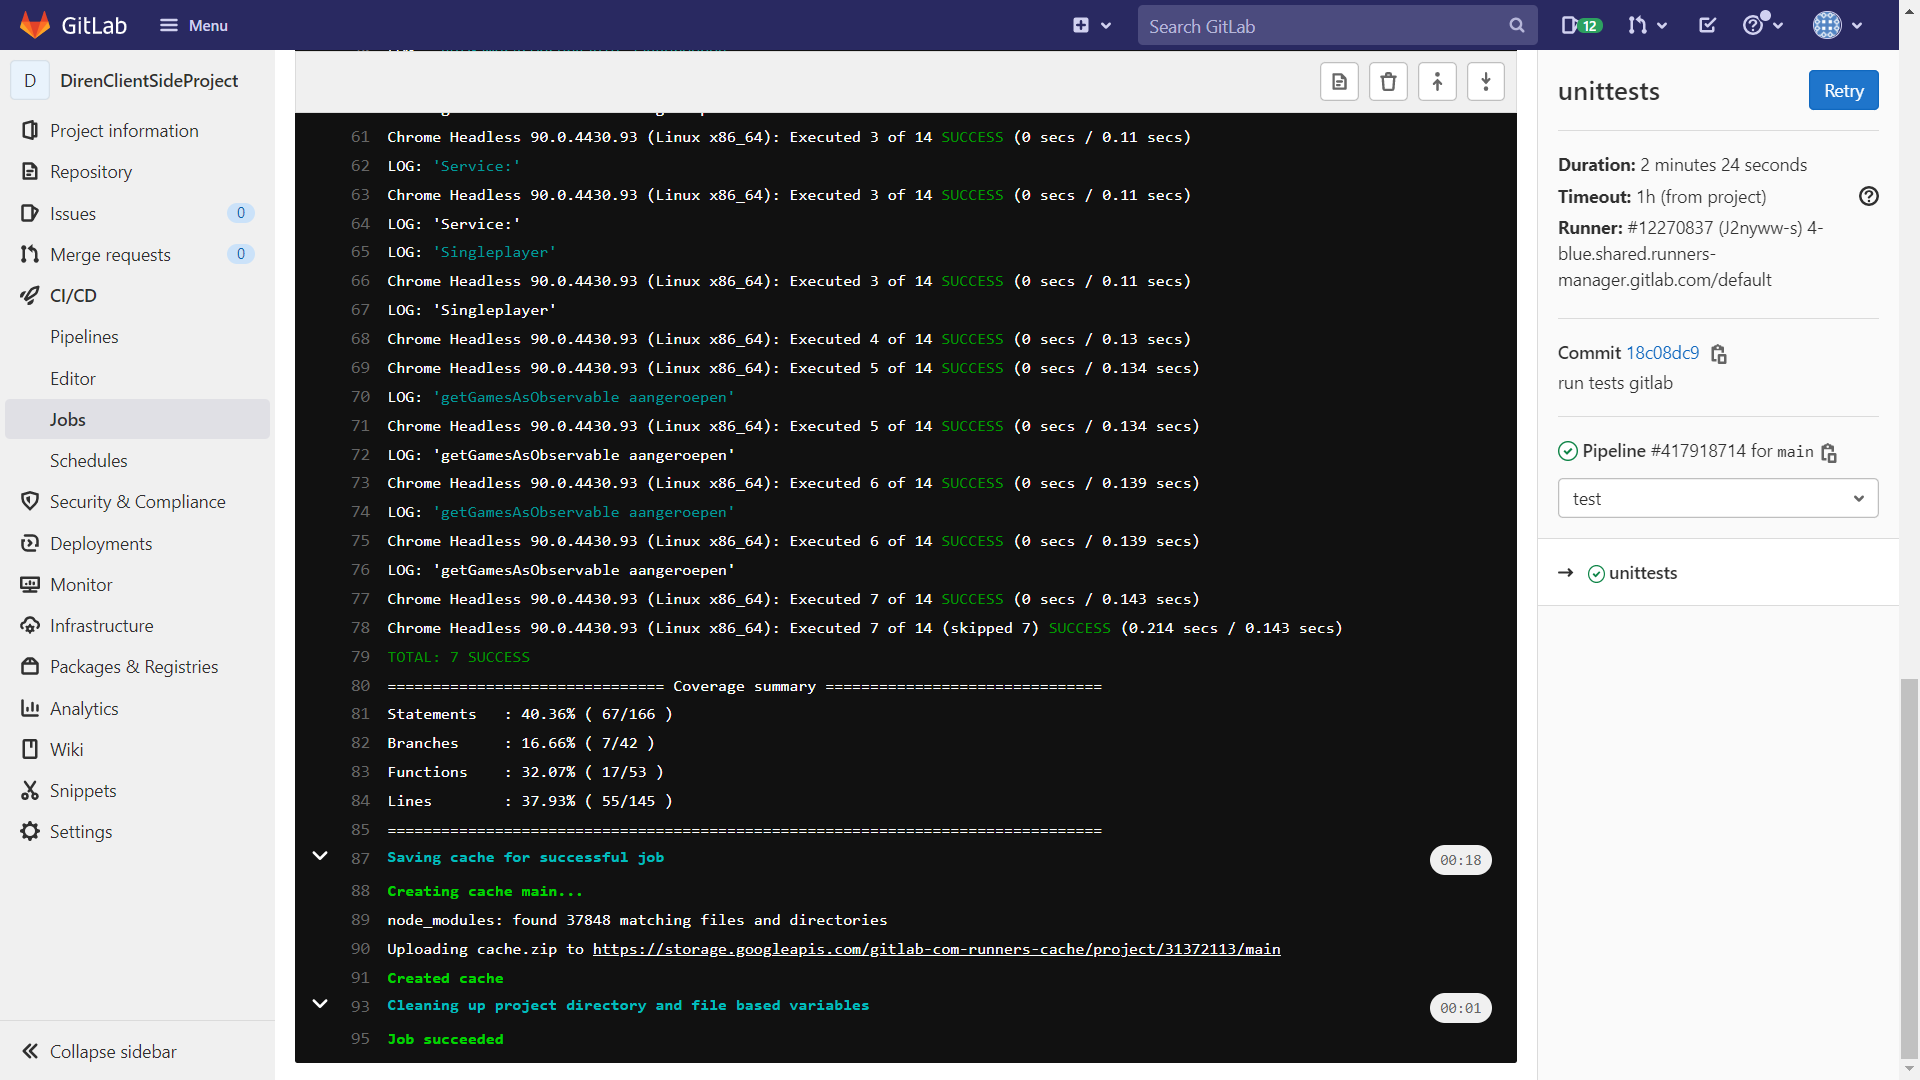 GitLab
Menu
Search GitLab
12
D
DirenClientSideProject
Project information
Repository
Issues 0
Merge requests 0
CI/CD
Pipelines
Editor
Jobs
Schedules
Security & Compliance
Deployments
Monitor
Infrastructure
Packages & Registries
Analytics
Wiki
Snippets
Settings
Collapse sidebar
61 Chrome Headless 90.0.4430.93 (Linux x86_64): Executed 3 of 14 SUCCESS (0 secs / 0.11 secs)
62 LOG: 'Service:'
63 Chrome Headless 90.0.4430.93 (Linux x86_64): Executed 3 of 14 SUCCESS (0 secs / 0.11 secs)
64 LOG: 'Service:'
65 LOG: 'Singleplayer'
66 Chrome Headless 90.0.4430.93 (Linux x86_64): Executed 3 of 14 SUCCESS (0 secs / 0.11 secs)
67 LOG: 'Singleplayer'
68 Chrome Headless 90.0.4430.93 (Linux x86_64): Executed 4 of 14 SUCCESS (0 secs / 0.13 secs)
69 Chrome Headless 90.0.4430.93 (Linux x86_64): Executed 5 of 14 SUCCESS (0 secs / 0.134 secs)
70 LOG: 'getGamesAsObservable aangeroepen'
71 Chrome Headless 90.0.4430.93 (Linux x86_64): Executed 5 of 14 SUCCESS (0 secs / 0.134 secs)
72 LOG: 'getGamesAsObservable aangeroepen'
73 Chrome Headless 90.0.4430.93 (Linux x86_64): Executed 6 of 14 SUCCESS (0 secs / 0.139 secs)
74 LOG: 'getGamesAsObservable aangeroepen'
75 Chrome Headless 90.0.4430.93 (Linux x86_64): Executed 6 of 14 SUCCESS (0 secs / 0.139 secs)
76 LOG: 'getGamesAsObservable aangeroepen'
77 Chrome Headless 90.0.4430.93 (Linux x86_64): Executed 7 of 14 SUCCESS (0 secs / 0.143 secs)
78 Chrome Headless 90.0.4430.93 (Linux x86_64): Executed 7 of 14 (skipped 7) SUCCESS (0.214 secs / 0.143 secs)
79 TOTAL: 7 SUCCESS
80 =============================== Coverage summary ===============================
81 Statements   : 40.36% ( 67/166 )
82 Branches     : 16.66% ( 7/42 )
83 Functions    : 32.07% ( 17/53 )
84 Lines        : 37.93% ( 55/145 )
85 ================================================================================
87 Saving cache for successful job 00:18
88 Creating cache main...
89 node_modules: found 37848 matching files and directories
90 Uploading cache.zip to https://storage.googleapis.com/gitlab-com-runners-cache/project/31372113/main
91 Created cache
93 Cleaning up project directory and file based variables 00:01
95 Job succeeded
unittests
Retry
Duration: 2 minutes 24 seconds
Timeout: 1h (from project)
Runner: #12270837 (J2nyww-s) 4-
blue.shared.runners-
manager.gitlab.com/default
Commit 18c08dc9
run tests gitlab
Pipeline #417918714 for main
test
→ unittests